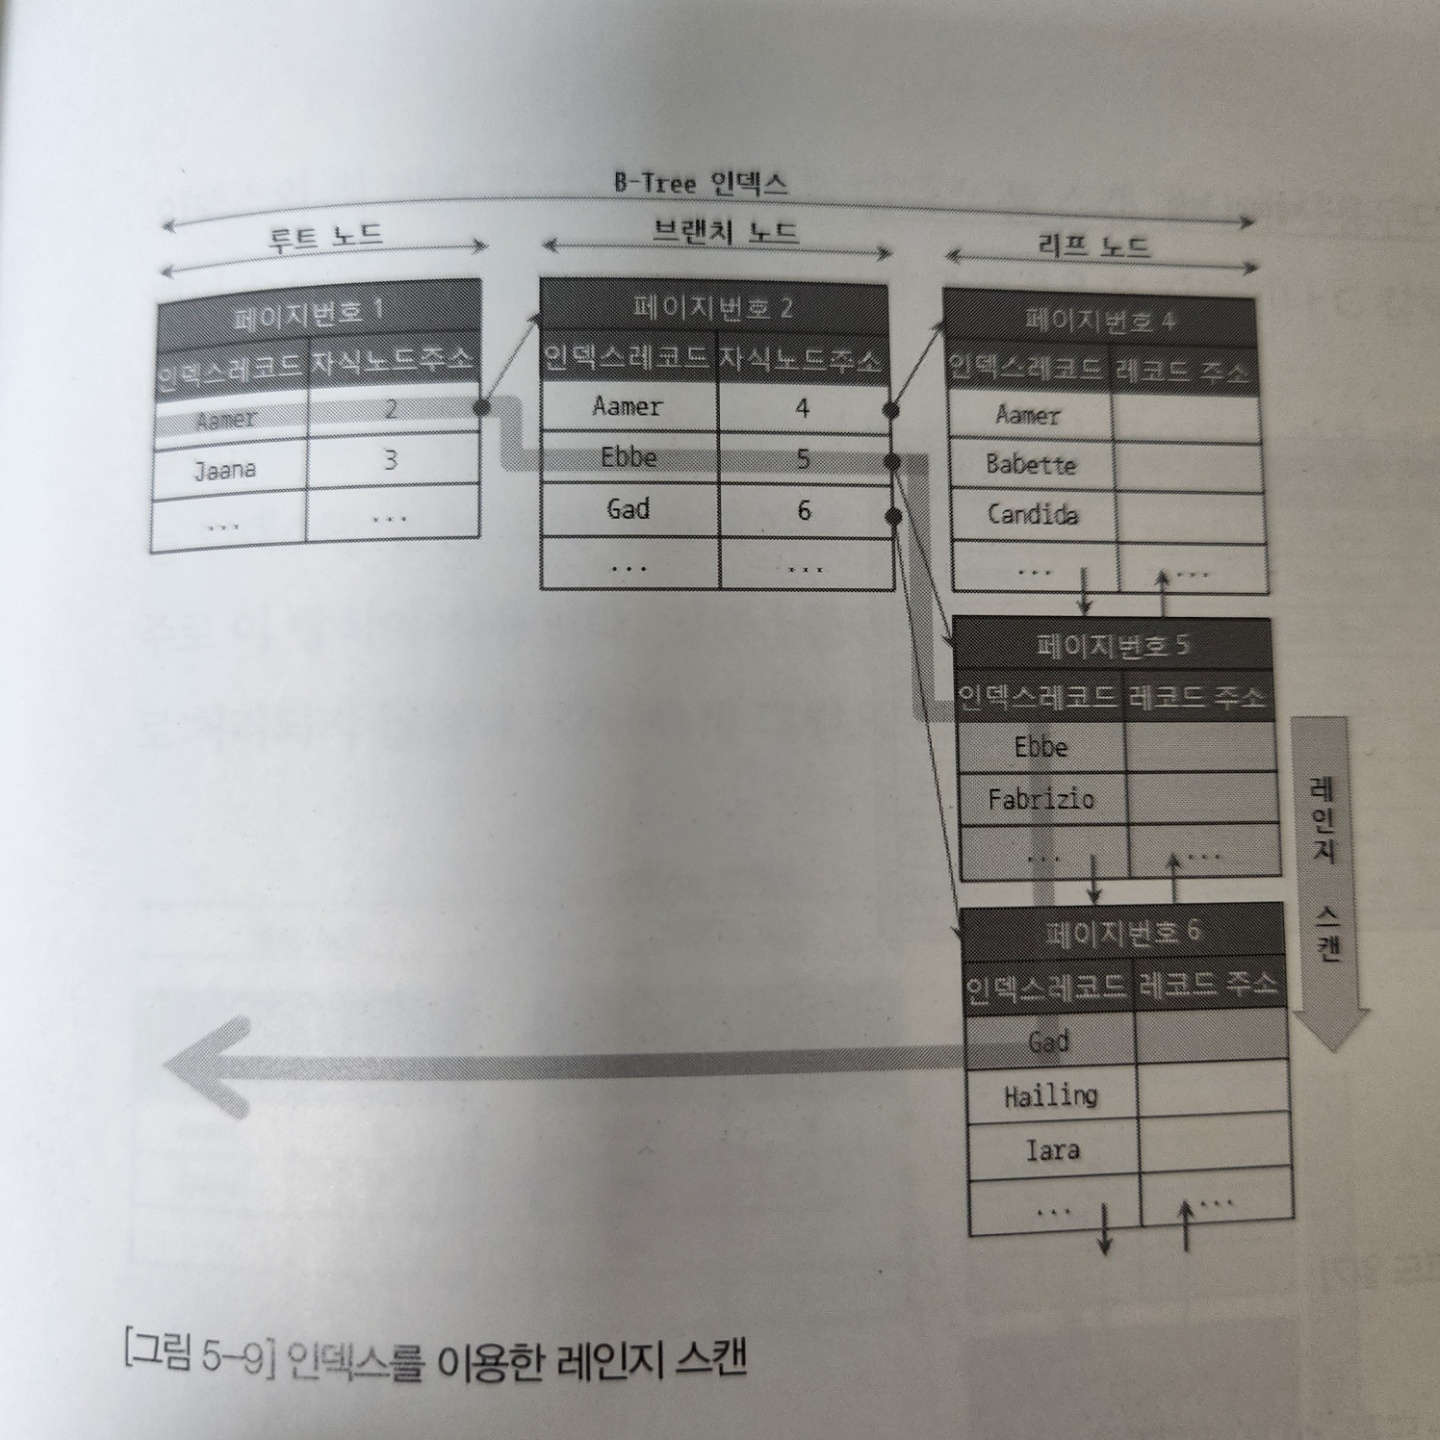 B-Tree 인덱스
루트 노드
브랜치 노드
리프 노드
페이지번호 1
인덱스레코드 자식노드주소
Aamer 2
Jaana 3
... ...
페이지번호 2
인덱스레코드 자식노드주소
Aamer 4
Ebbe 5
Gad 6
... ...
페이지번호 4
인덱스레코드 레코드 주소
Aamer
Babette
Candida
... ...
페이지번호 5
인덱스레코드 레코드 주소
Ebbe
Fabrizio
... ...
페이지번호 6
인덱스레코드 레코드 주소
Gad
Hailing
Iara
... ...
레인지 스캔
[그림 5-9] 인덱스를 이용한 레인지 스캔